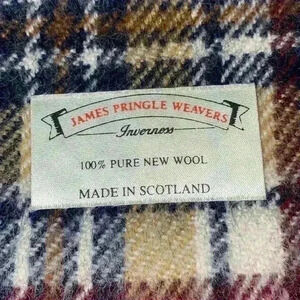 JAMES PRINGLE WEAVERS
Inverness
100% PURE NEW WOOL
MADE IN SCOTLAND